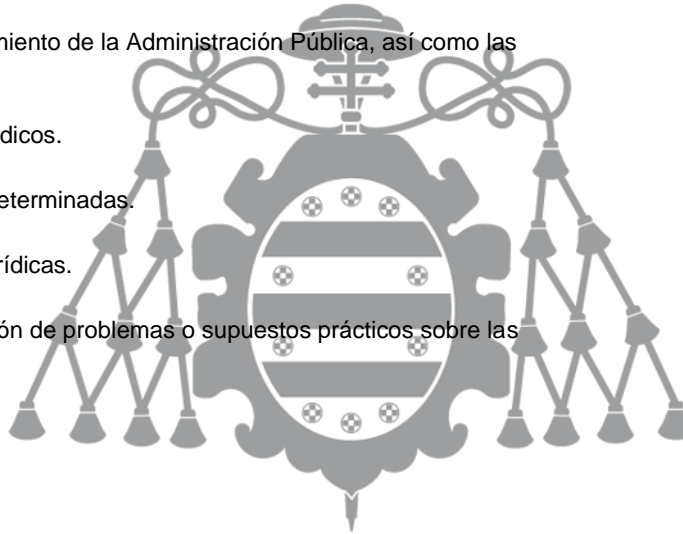 miento de la Administración Pública, así como las
dicos.
eterminadas.
rídicas.
ón de problemas o supuestos prácticos sobre las